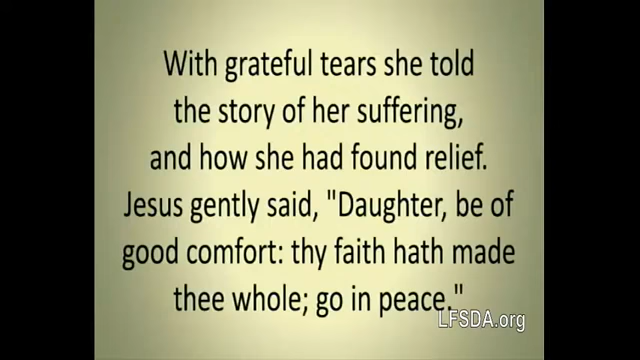 With grateful tears she told
the story of her suffering,
and how she had found relief.
Jesus gently said, "Daughter, be of
good comfort: thy faith hath made
thee whole; go in peace."
LFSDA.org